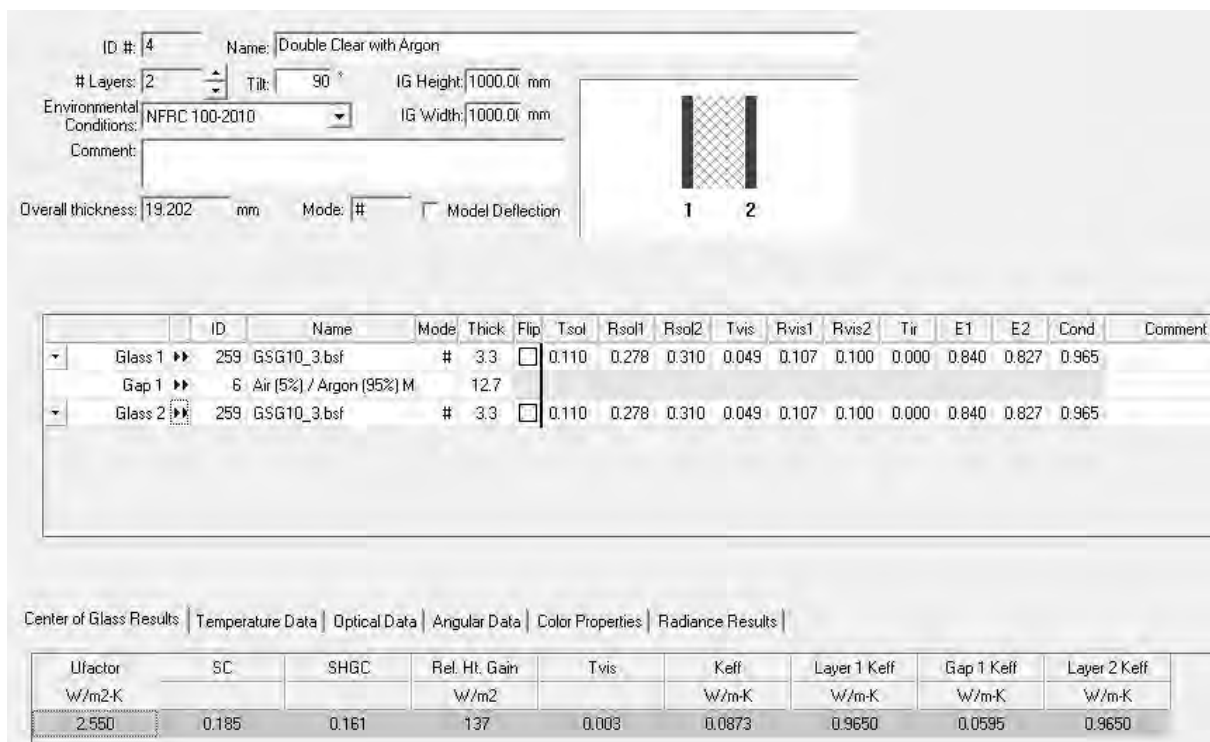 ID #: 4 Name: Double Clear with Argon
# Layers: 2 Tilt: 90 ° IG Height: 1000.0 mm
Environmental Conditions: NFRC 100-2010 IG Width: 1000.0 mm
Comment:
Overall thickness: 19.202 mm Mode: # Model Deflection
1 2
ID Name Mode Thick Flip Tsol Rsol1 Rsol2 Tvis Rvis1 Rvis2 Tir E1 E2 Cond Comment
Glass 1 259 GSG10_3.bsf # 3.3 0.110 0.278 0.310 0.049 0.107 0.100 0.000 0.840 0.827 0.965
Gap 1 6 Air (5%) / Argon (95%) M 12.7
Glass 2 259 GSG10_3.bsf # 3.3 0.110 0.278 0.310 0.049 0.107 0.100 0.000 0.840 0.827 0.965
Center of Glass Results Temperature Data Optical Data Angular Data Color Properties Radiance Results
Ufactor SC SHGC Rel. Ht. Gain Tvis Keff Layer 1 Keff Gap 1 Keff Layer 2 Keff
W/m2-K W/m2 W/m-K W/m-K W/m-K W/m-K
2.550 0.185 0.161 137 0.003 0.0873 0.9650 0.0595 0.9650